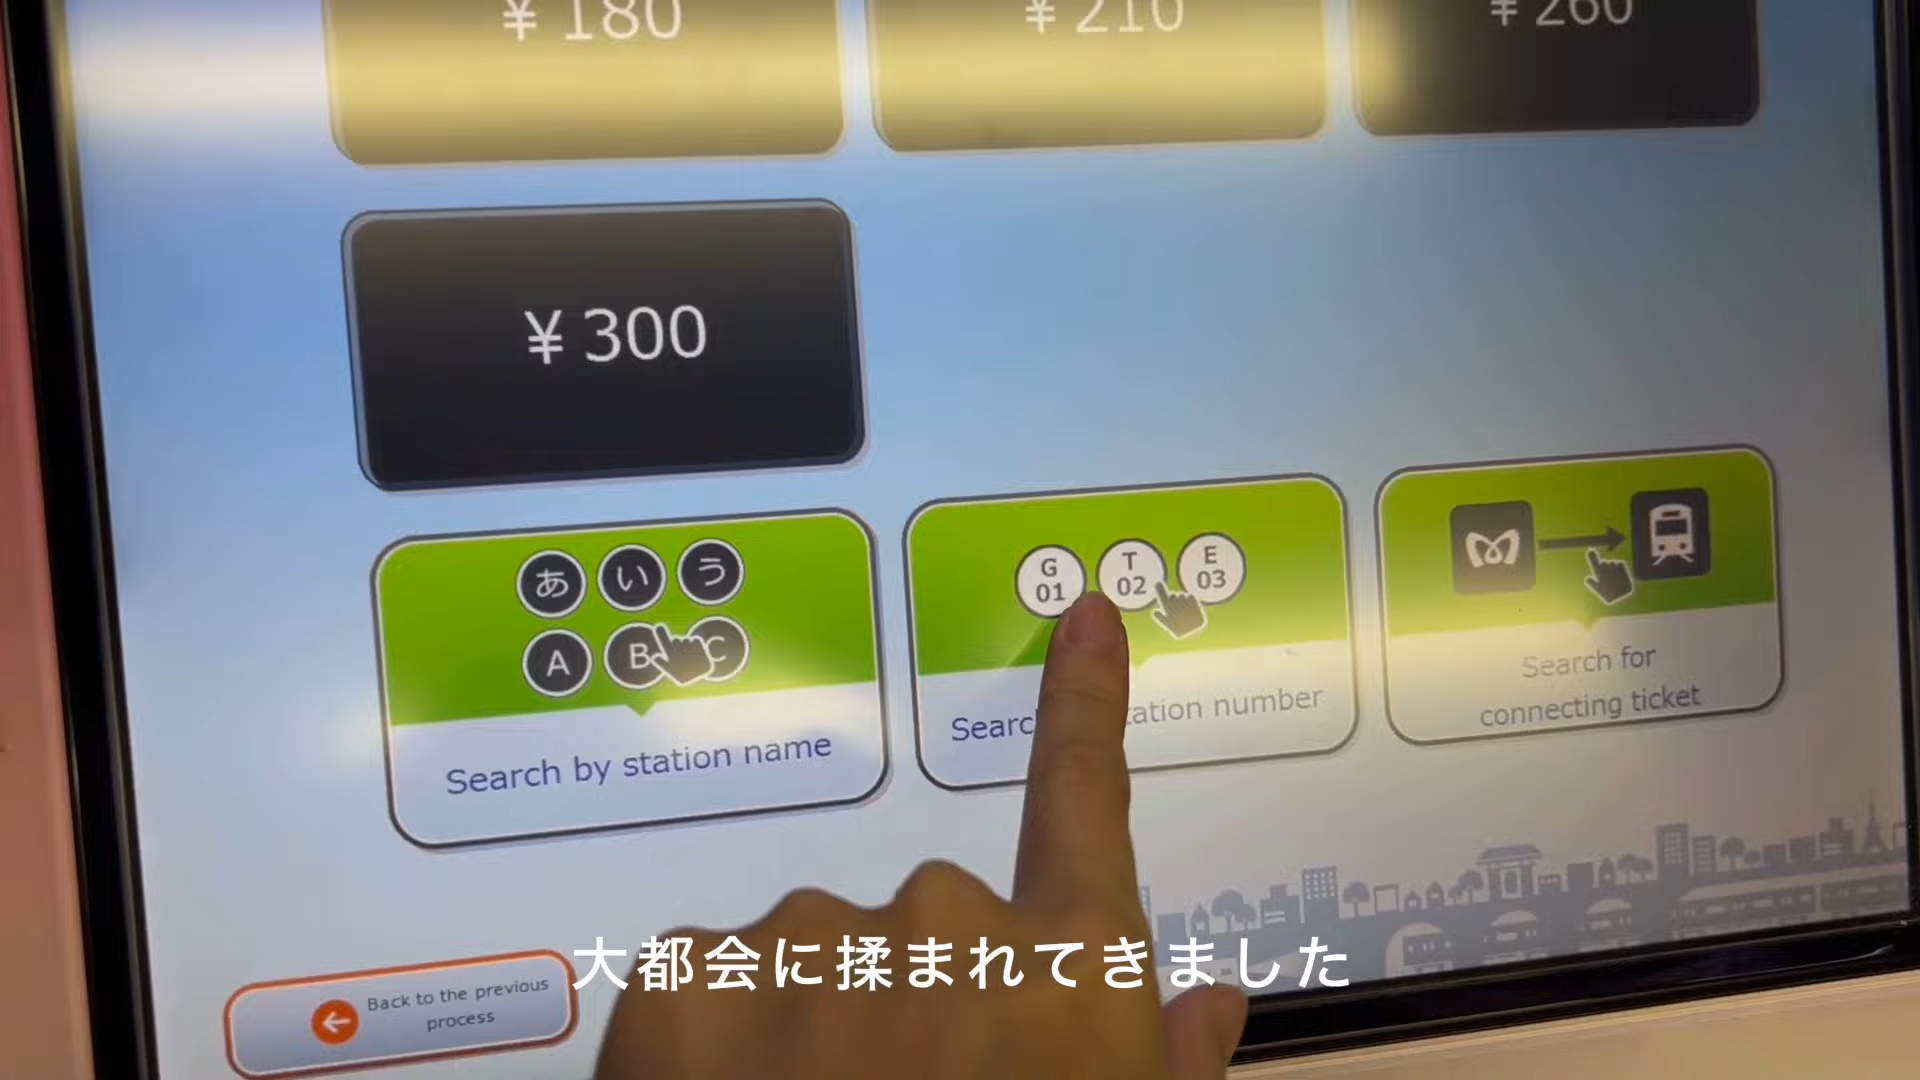 ¥ 180
¥ 210
¥ 260
¥ 300
あ い う
A B C
Search by station name
G 01
T 02
E 03
Search ation number
Search for
connecting ticket
Back to the previous
process
大都会に揉まれてきました